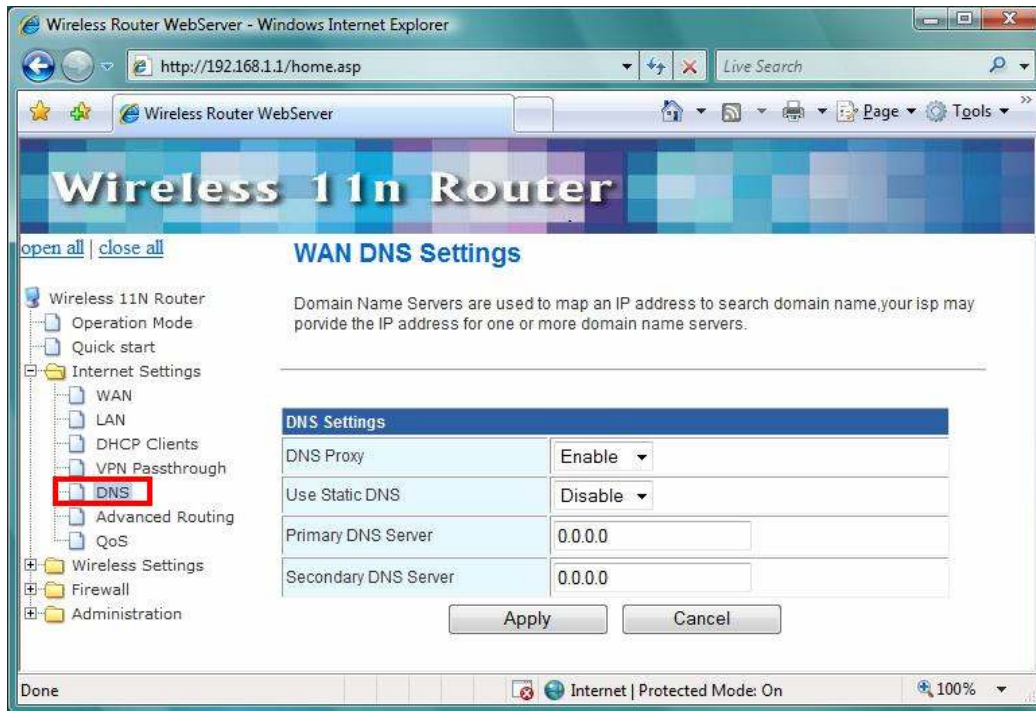 Wireless Router WebServer - Windows Internet Explorer
http://192.168.1.1/home.asp
Live Search
Wireless Router WebServer
Page
Tools
Wireless 11n Router
open all | close all
Wireless 11N Router
Operation Mode
Quick start
Internet Settings
WAN
LAN
DHCP Clients
VPN Passthrough
DNS
Advanced Routing
QoS
Wireless Settings
Firewall
Administration
WAN DNS Settings
Domain Name Servers are used to map an IP address to search domain name,your isp may
porvide the IP address for one or more domain name servers.
DNS Settings
DNS Proxy Enable
Use Static DNS Disable
Primary DNS Server 0.0.0.0
Secondary DNS Server 0.0.0.0
Apply Cancel
Done
Internet | Protected Mode: On
100%